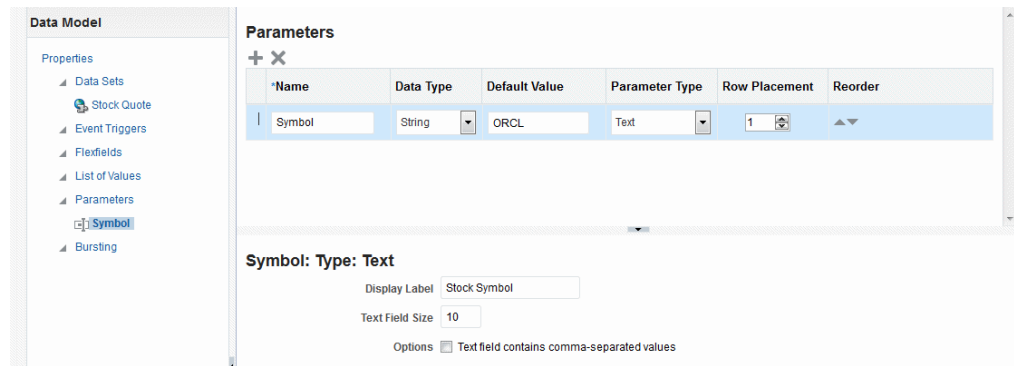 Data Model
Properties
Data Sets
Stock Quote
Event Triggers
Flexfields
List of Values
Parameters
Symbol
Bursting
Parameters
*Name Data Type Default Value Parameter Type Row Placement Reorder
Symbol String ORCL Text 1
Symbol: Type: Text
Display Label Stock Symbol
Text Field Size 10
Options Text field contains comma-separated values